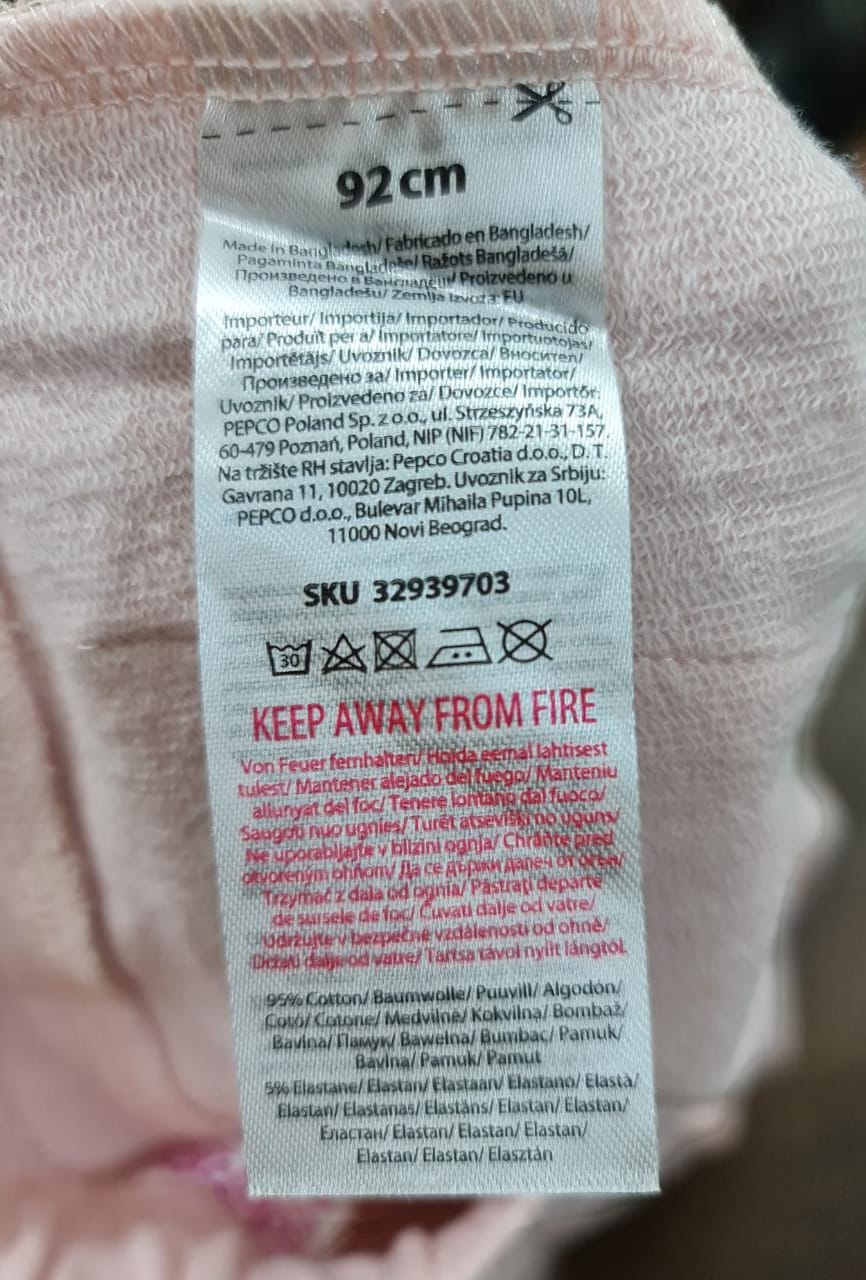 92 cm
Made in Bangladesh/ Fabricado en Bangladesh/
Pagaminta Bangladeše/ Ražots Bangladešā/
Произведено в Бангладеш/ Proizvedeno u
Bangladešu/ Zemlja izvoza: EU
Importeur/ Importija/ Importador/ Producido
para/ Produït per a/ Importatore/ Importuotojas/
Importētājs/ Uvoznik/ Dovozca/ Вносител/
Произведено за/ Importer/ Importator/
Uvoznik/ Proizvedeno za/ Dovozce/ Importőr:
PEPCO Poland Sp. z o.o., ul. Strzeszyńska 73A,
60-479 Poznań, Poland, NIP (NIF) 782-21-31-157.
Na tržište RH stavlja: Pepco Croatia d.o.o., D. T.
Gavrana 11, 10020 Zagreb. Uvoznik za Srbiju:
PEPCO d.o.o., Bulevar Mihaila Pupina 10L,
11000 Novi Beograd.
SKU 32939703
30
KEEP AWAY FROM FIRE
Von Feuer fernhalten/ Hoida eemal lahtisest
tulest/ Mantener alejado del fuego/ Manteniu
allunyat del foc/ Tenere lontano dal fuoco/
Saugoti nuo ugnies/ Turēt atsevišķi no uguns/
Ne uporabljajte v bližini ognja/ Chráňte pred
otvoreným ohňom/ Да се държи далеч от огън/
Trzymać z dala od ognia/ Păstrați departe
de sursele de foc/ Čuvati dalje od vatre/
Udržujte v bezpečné vzdálenosti od ohně/
Držati dalje od vatre/ Tartsa távol nyílt lángtól.
95% Cotton/ Baumwolle/ Puuvill/ Algodón/
Cotó/ Cotone/ Medvilnė/ Kokvilna/ Bombaž/
Bavlna/ Памук/ Bawełna/ Bumbac/ Pamuk/
Bavlna/ Pamuk/ Pamut
5% Elastane/ Elastan/ Elastaan/ Elastano/ Elastà/
Elastan/ Elastanas/ Elastāns/ Elastan/ Elastan/
Еластан/ Elastan/ Elastan/ Elastan/
Elastan/ Elastan/ Elasztán